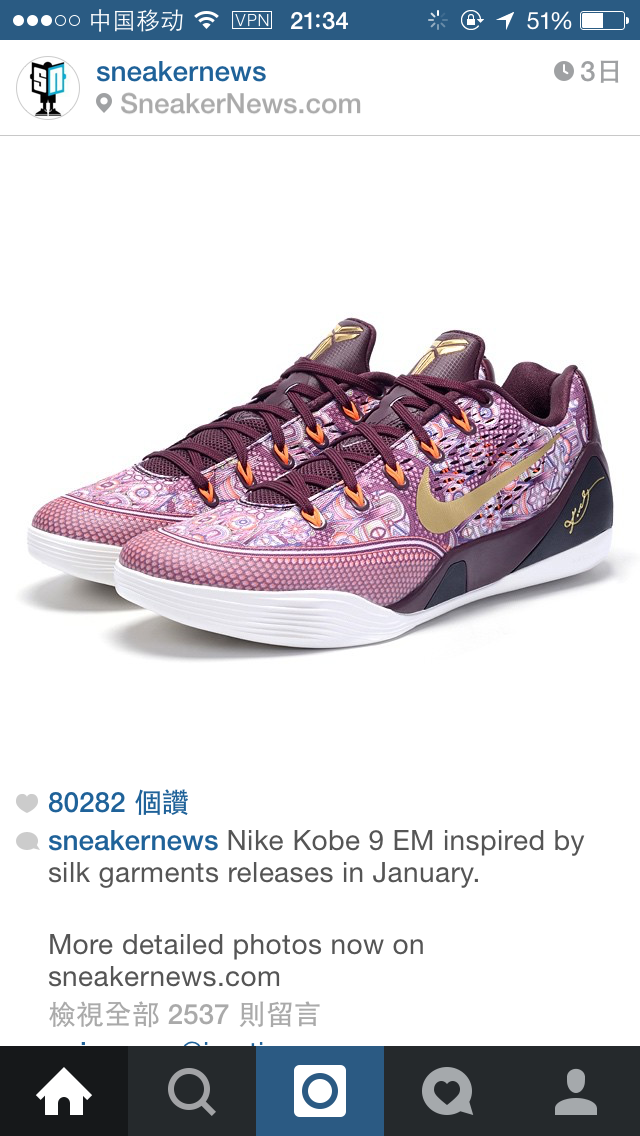 中国移动 VPN 21:34 51%
sneakernews 3日
SneakerNews.com
80282 個讚
sneakernews Nike Kobe 9 EM inspired by
silk garments releases in January.
More detailed photos now on
sneakernews.com
檢視全部 2537 則留言